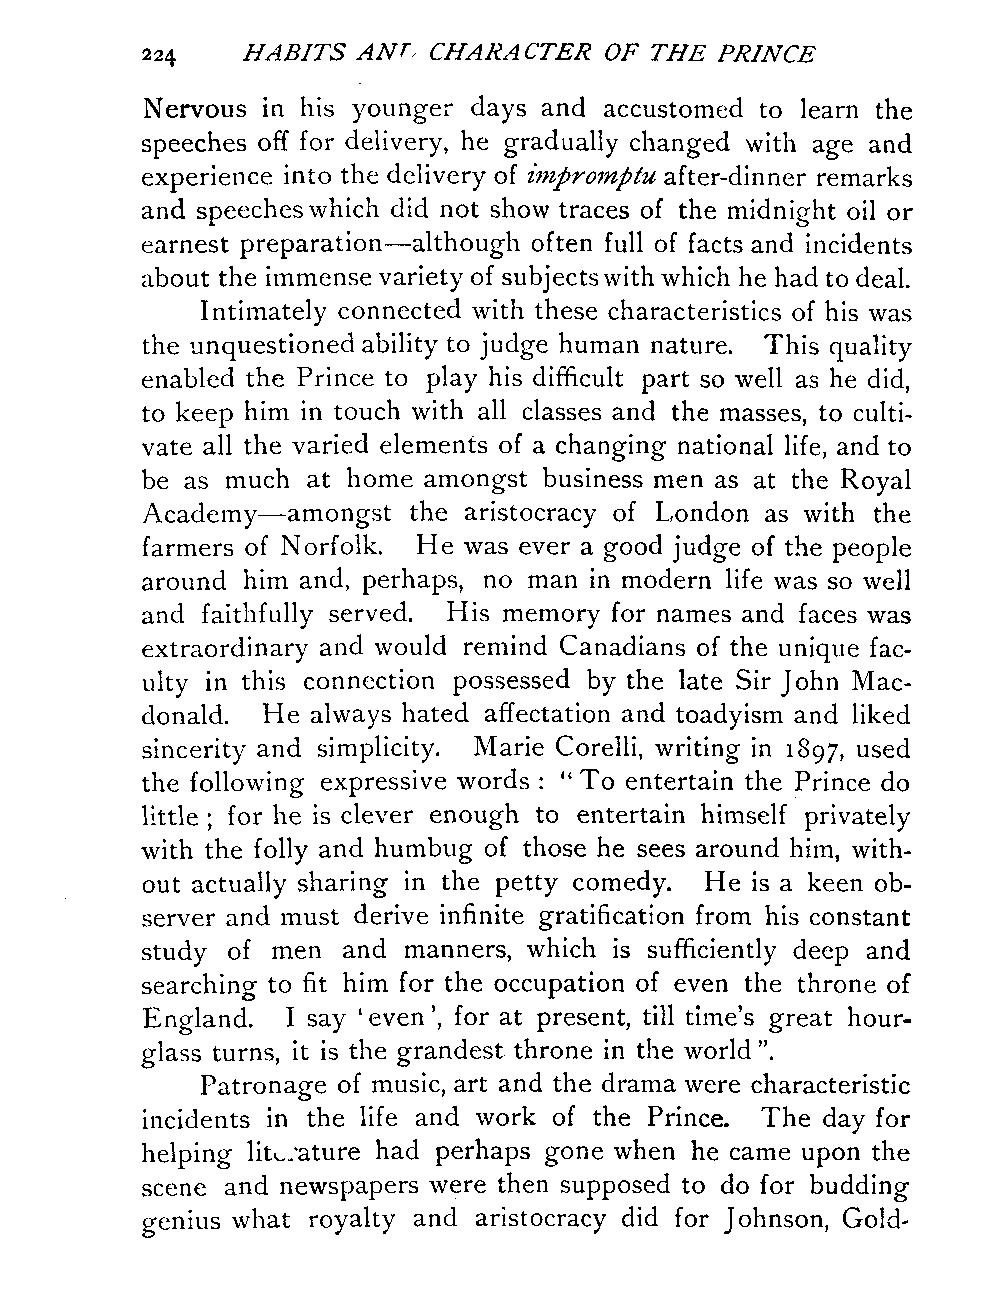 224 HABITS AND CHARACTER OF THE PRINCE
Nervous in his younger days and accustomed to learn the
speeches off for delivery, he gradually changed with age and
experience into the delivery of impromptu after-dinner remarks
and speeches which did not show traces of the midnight oil or
earnest preparation—although often full of facts and incidents
about the immense variety of subjects with which he had to deal.
Intimately connected with these characteristics of his was
the unquestioned ability to judge human nature. This quality
enabled the Prince to play his difficult part so well as he did,
to keep him in touch with all classes and the masses, to culti-
vate all the varied elements of a changing national life, and to
be as much at home amongst business men as at the Royal
Academy—amongst the aristocracy of London as with the
farmers of Norfolk. He was ever a good judge of the people
around him and, perhaps, no man in modern life was so well
and faithfully served. His memory for names and faces was
extraordinary and would remind Canadians of the unique fac-
ulty in this connection possessed by the late Sir John Mac-
donald. He always hated affectation and toadyism and liked
sincerity and simplicity. Marie Corelli, writing in 1897, used
the following expressive words : “ To entertain the Prince do
little ; for he is clever enough to entertain himself privately
with the folly and humbug of those he sees around him, with-
out actually sharing in the petty comedy. He is a keen ob-
server and must derive infinite gratification from his constant
study of men and manners, which is sufficiently deep and
searching to fit him for the occupation of even the throne of
England. I say ‘ even ’, for at present, till time’s great hour-
glass turns, it is the grandest throne in the world ”.
Patronage of music, art and the drama were characteristic
incidents in the life and work of the Prince. The day for
helping literature had perhaps gone when he came upon the
scene and newspapers were then supposed to do for budding
genius what royalty and aristocracy did for Johnson, Gold-